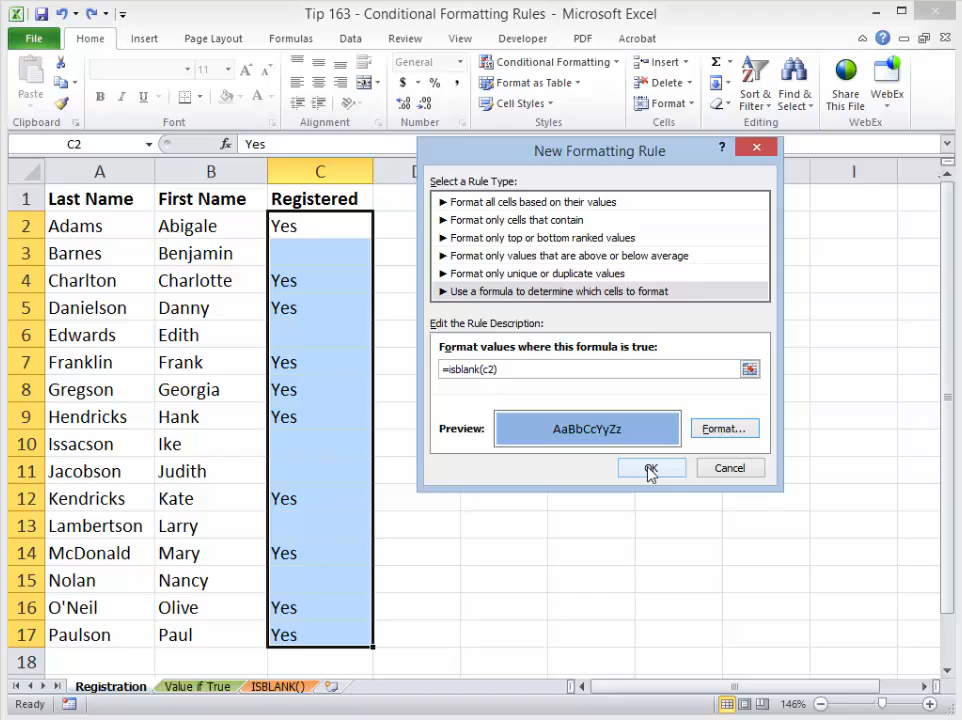 Tip 163 - Conditional Formatting Rules - Microsoft Excel
File Home Insert Page Layout Formulas Data Review View Developer PDF Acrobat
Paste
Clipboard
11
B I U
A
Font
Alignment
General
$ % ,
Number
Conditional Formatting
Format as Table
Cell Styles
Styles
Insert
Delete
Format
Cells
Σ
Sort & Filter
Find & Select
Editing
Share This File
WebEx
WebEx
C2 fx Yes
A B C I
1 Last Name First Name Registered
2 Adams Abigale Yes
3 Barnes Benjamin
4 Charlton Charlotte Yes
5 Danielson Danny Yes
6 Edwards Edith
7 Franklin Frank Yes
8 Gregson Georgia Yes
9 Hendricks Hank Yes
10 Issacson Ike
11 Jacobson Judith
12 Kendricks Kate Yes
13 Lambertson Larry
14 McDonald Mary Yes
15 Nolan Nancy
16 O'Neil Olive Yes
17 Paulson Paul Yes
18
New Formatting Rule
?
Select a Rule Type:
► Format all cells based on their values
► Format only cells that contain
► Format only top or bottom ranked values
► Format only values that are above or below average
► Format only unique or duplicate values
► Use a formula to determine which cells to format
Edit the Rule Description:
Format values where this formula is true:
=isblank(c2)
Preview: AaBbCcYyZz Format...
OK Cancel
Registration Value if True ISBLANK()
Ready 146%